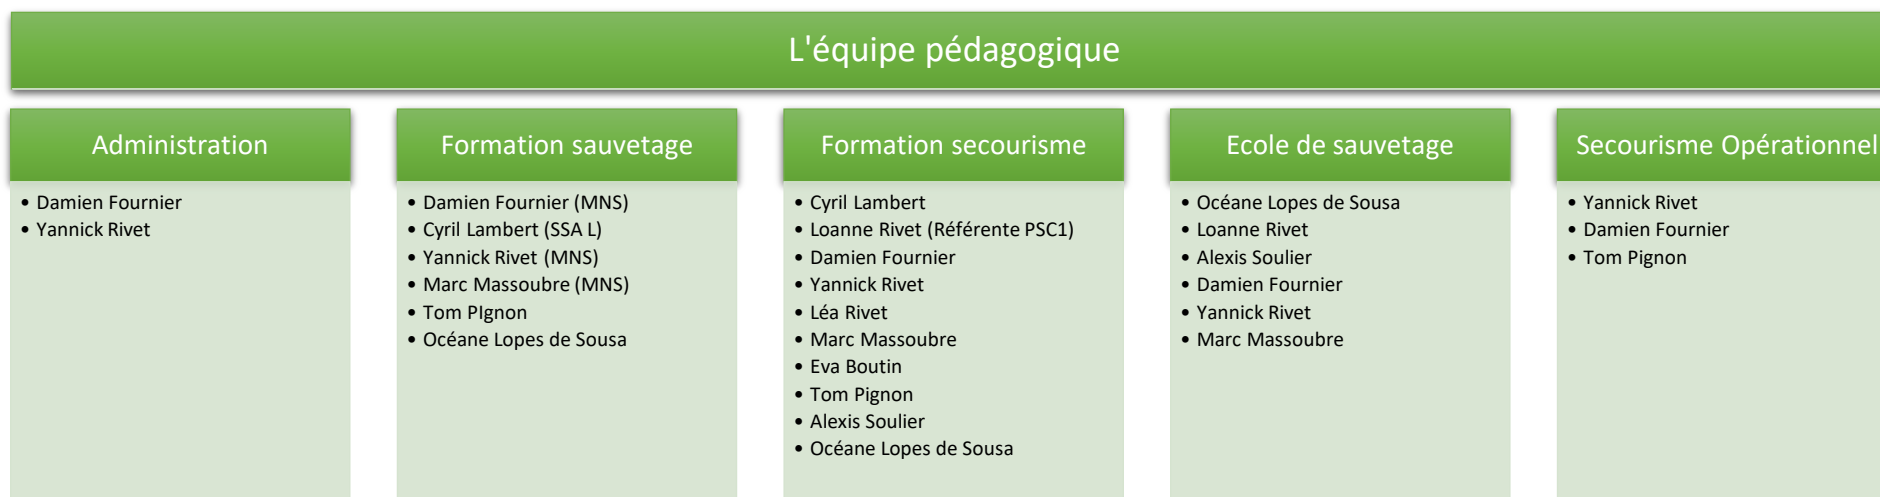 L'équipe pédagogique
Administration
• Damien Fournier
• Yannick Rivet
Formation sauvetage
• Damien Fournier (MNS)
• Cyril Lambert (SSA L)
• Yannick Rivet (MNS)
• Marc Massoubre (MNS)
• Tom PIgnon
• Océane Lopes de Sousa
Formation secourisme
• Cyril Lambert
• Loanne Rivet (Référente PSC1)
• Damien Fournier
• Yannick Rivet
• Léa Rivet
• Marc Massoubre
• Eva Boutin
• Tom Pignon
• Alexis Soulier
• Océane Lopes de Sousa
Ecole de sauvetage
• Océane Lopes de Sousa
• Loanne Rivet
• Alexis Soulier
• Damien Fournier
• Yannick Rivet
• Marc Massoubre
Secourisme Opérationnel
• Yannick Rivet
• Damien Fournier
• Tom Pignon